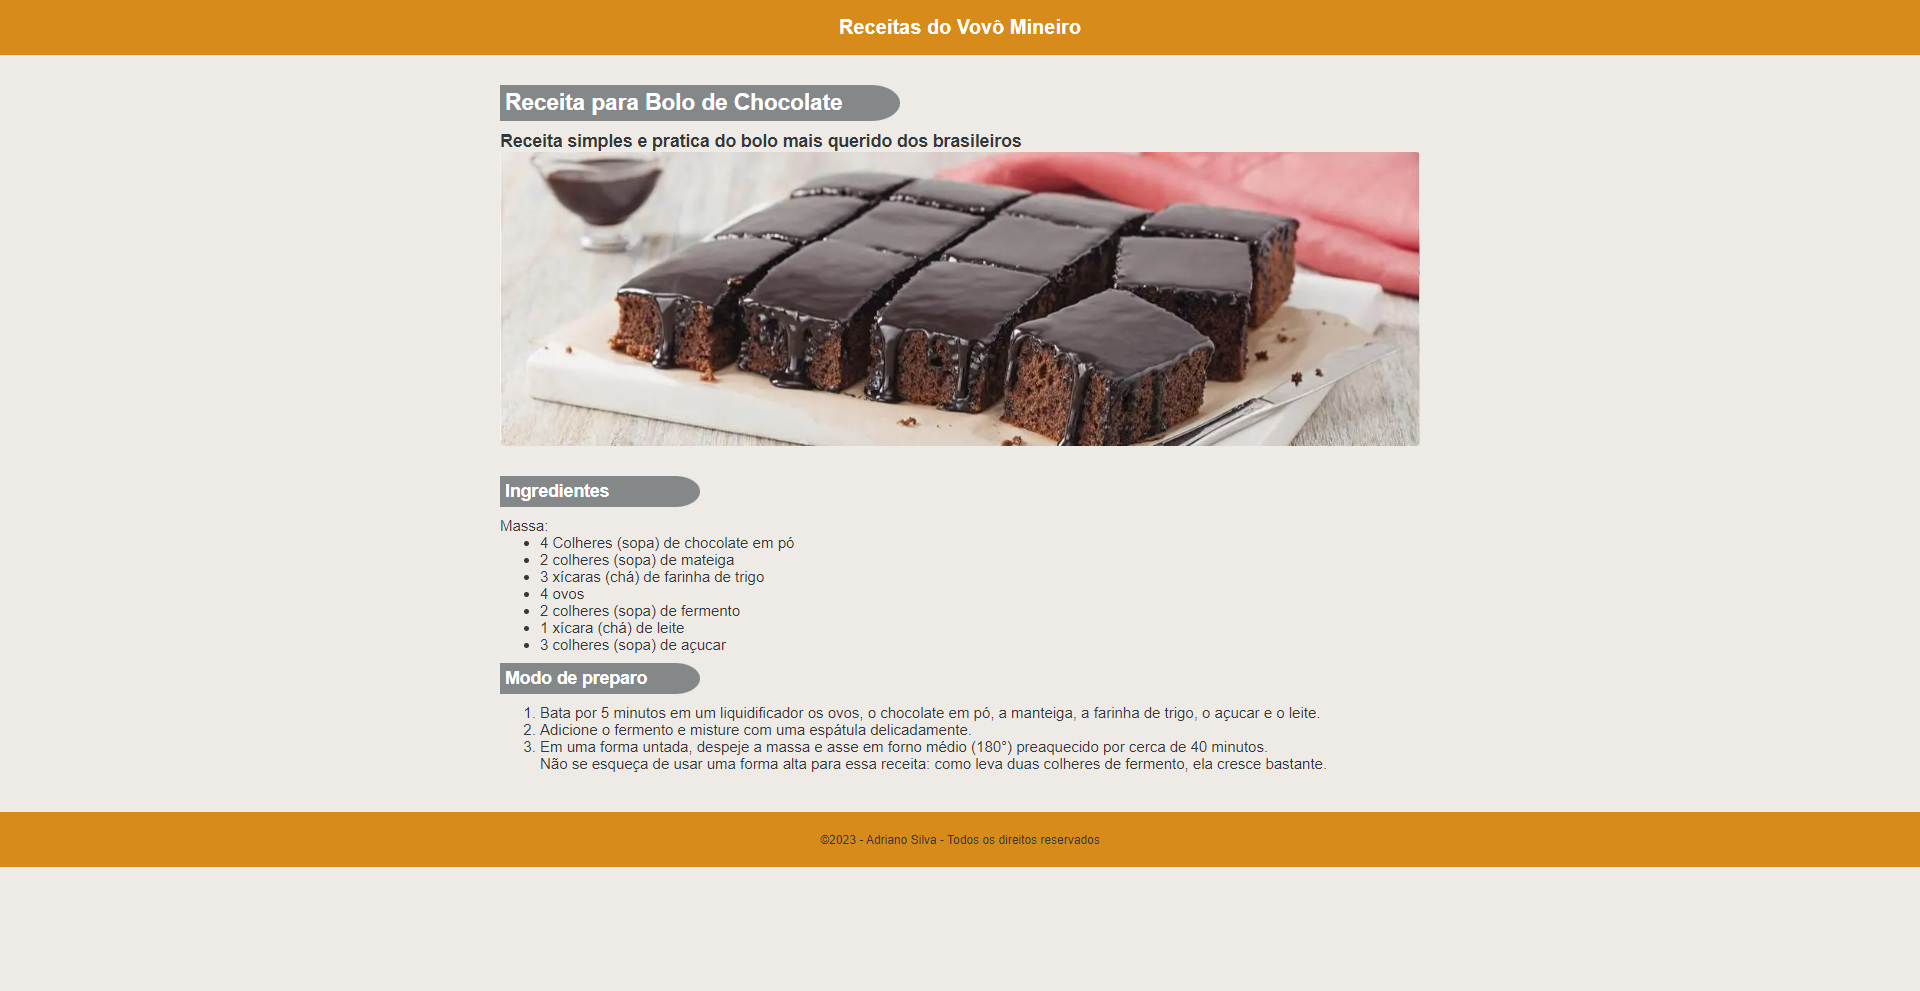 Receitas do Vovô Mineiro
Receita para Bolo de Chocolate
Receita simples e pratica do bolo mais querido dos brasileiros
Ingredientes
Massa:
• 4 Colheres (sopa) de chocolate em pó
• 2 colheres (sopa) de mateiga
• 3 xícaras (chá) de farinha de trigo
• 4 ovos
• 2 colheres (sopa) de fermento
• 1 xícara (chá) de leite
• 3 colheres (sopa) de açucar
Modo de preparo
1. Bata por 5 minutos em um liquidificador os ovos, o chocolate em pó, a manteiga, a farinha de trigo, o açucar e o leite.
2. Adicione o fermento e misture com uma espátula delicadamente.
3. Em uma forma untada, despeje a massa e asse em forno médio (180°) preaquecido por cerca de 40 minutos.
Não se esqueça de usar uma forma alta para essa receita: como leva duas colheres de fermento, ela cresce bastante.
©2023 - Adriano Silva - Todos os direitos reservados